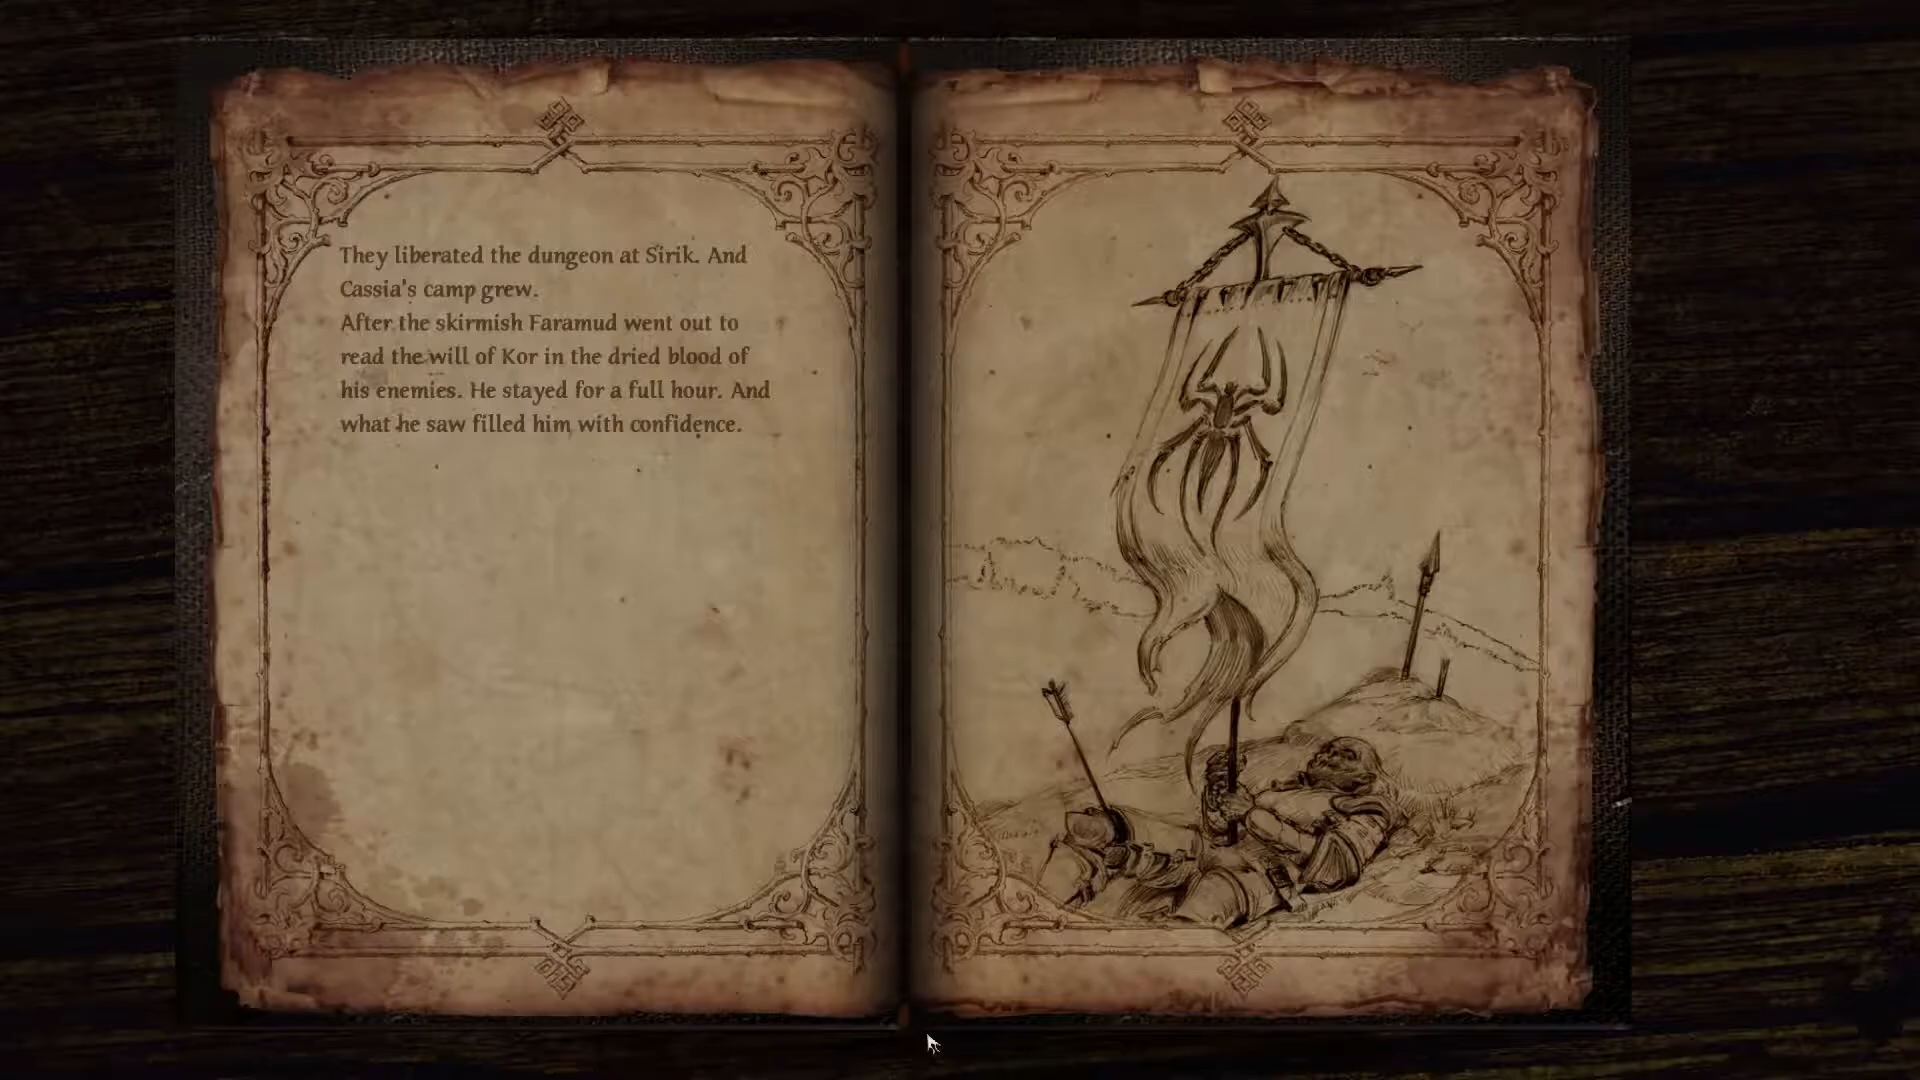 They liberated the dungeon at Sirik. And
Cassia's camp grew.
After the skirmish Faramud went out to
read the will of Kor in the dried blood of
his enemies. He stayed for a full hour. And
what he saw filled him with confidence.